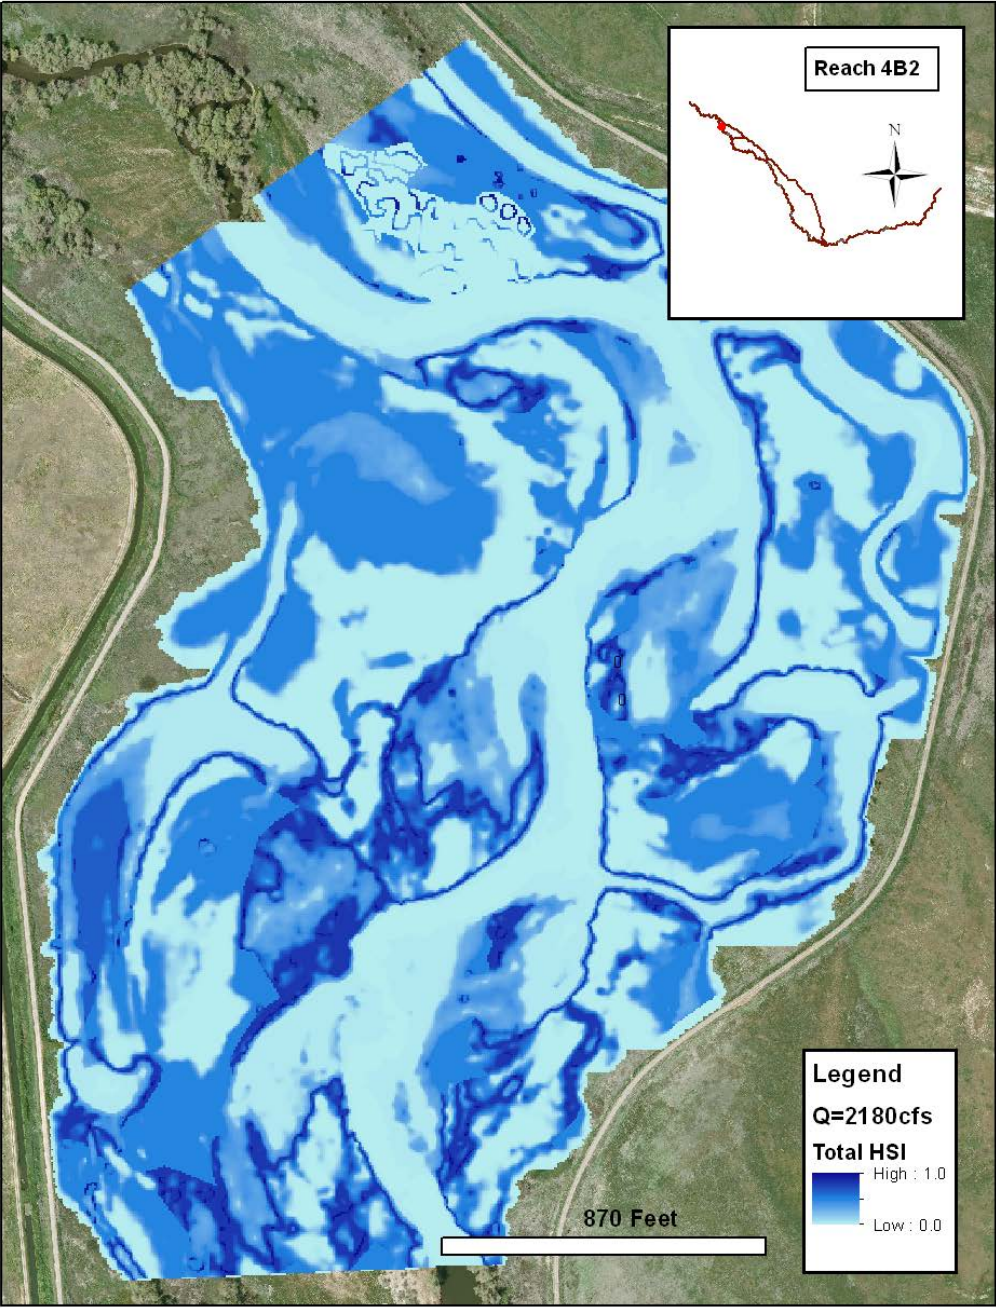 Reach 4B2
N
Legend
Q=2180cfs
Total HSI
High : 1.0
Low : 0.0
870 Feet